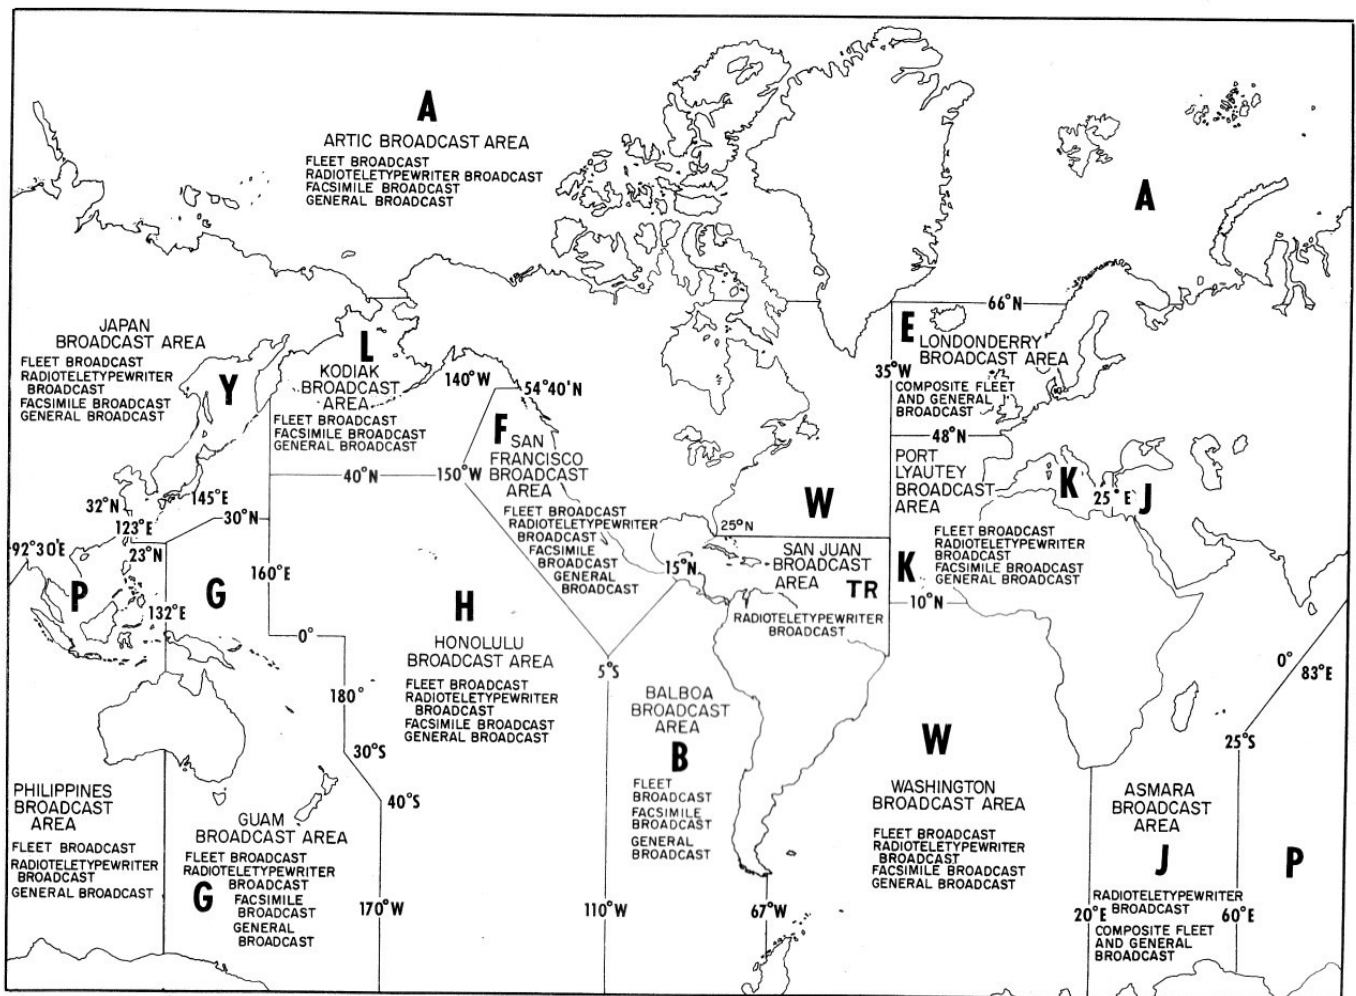 A
ARTIC BROADCAST AREA
FLEET BROADCAST
RADIOTELETYPEWRITER BROADCAST
FACSIMILE BROADCAST
GENERAL BROADCAST
A
66°N
JAPAN
BROADCAST AREA
FLEET BROADCAST
RADIOTELETYPEWRITER
BROADCAST
FACSIMILE BROADCAST
GENERAL BROADCAST
Y
L
KODIAK
BROADCAST
AREA
FLEET BROADCAST
FACSIMILE BROADCAST
GENERAL BROADCAST
140°W
54°40'N
E
LONDONDERRY
BROADCAST AREA
35°W
COMPOSITE FLEET
AND GENERAL
BROADCAST
48°N
F
SAN
FRANCISCO
BROADCAST
AREA
FLEET BROADCAST
RADIOTELETYPEWRITER
BROADCAST
FACSIMILE
BROADCAST
GENERAL
BROADCAST
40°N
150°W
PORT
LYAUTEY
BROADCAST
AREA
K
25°E
J
FLEET BROADCAST
RADIOTELETYPEWRITER
BROADCAST
FACSIMILE BROADCAST
GENERAL BROADCAST
K
10°N
W
25°N
SAN JUAN
BROADCAST
AREA
TR
RADIOTELETYPEWRITER
BROADCAST
15°N
32°N
145°E
123°E
30°N
92°30'E
23°N
160°E
P
G
132°E
0°
H
HONOLULU
BROADCAST AREA
FLEET BROADCAST
RADIOTELETYPEWRITER
BROADCAST
FACSIMILE BROADCAST
GENERAL BROADCAST
5°S
0°
83°E
180°
30°S
40°S
25°S
BALBOA
BROADCAST
AREA
B
FLEET
BROADCAST
FACSIMILE
BROADCAST
GENERAL
BROADCAST
W
WASHINGTON
BROADCAST AREA
FLEET BROADCAST
RADIOTELETYPEWRITER
BROADCAST
FACSIMILE BROADCAST
GENERAL BROADCAST
PHILIPPINES
BROADCAST
AREA
FLEET BROADCAST
RADIOTELETYPEWRITER
BROADCAST
GENERAL BROADCAST
GUAM
BROADCAST AREA
FLEET BROADCAST
RADIOTELETYPEWRITER
BROADCAST
G
FACSIMILE
BROADCAST
GENERAL
BROADCAST
ASMARA
BROADCAST
AREA
J
RADIOTELETYPEWRITER
BROADCAST
COMPOSITE FLEET
AND GENERAL
BROADCAST
P
170°W
110°W
67°W
20°E
60°E